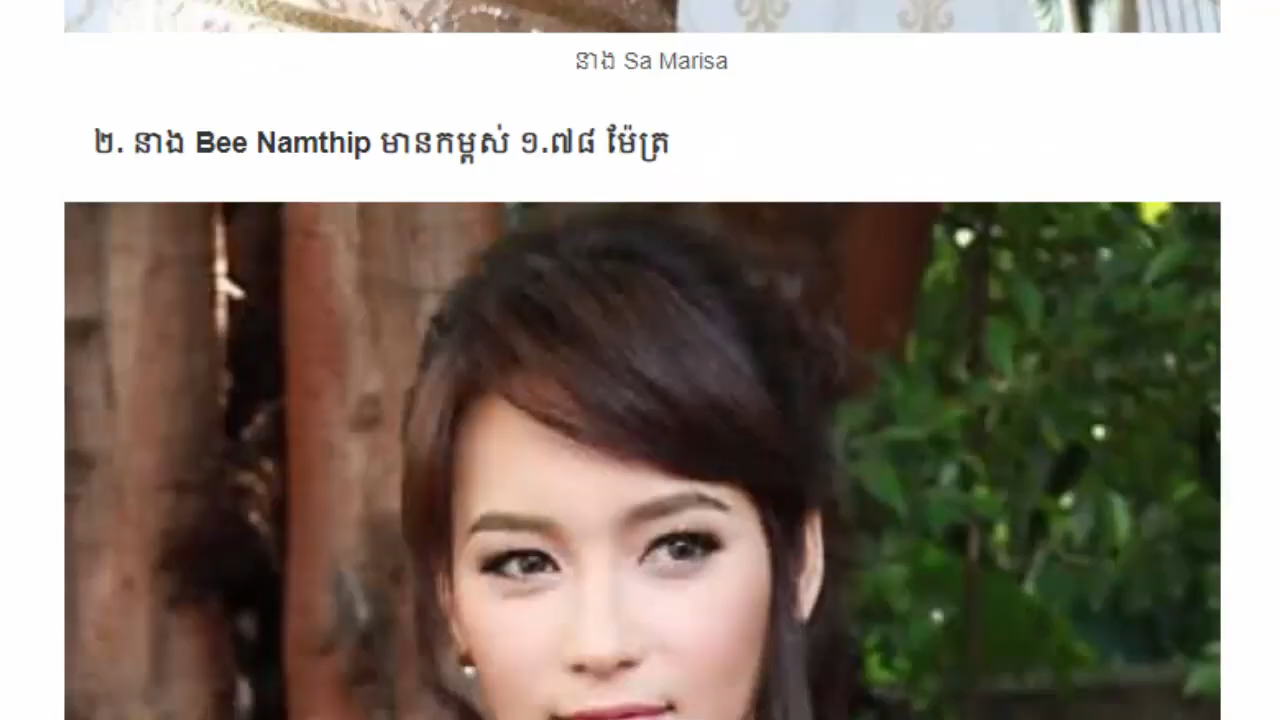 នាង Sa Marisa
២. នាង Bee Namthip មានកម្ពស់ ១.៧៨ ម៉ែត្រ